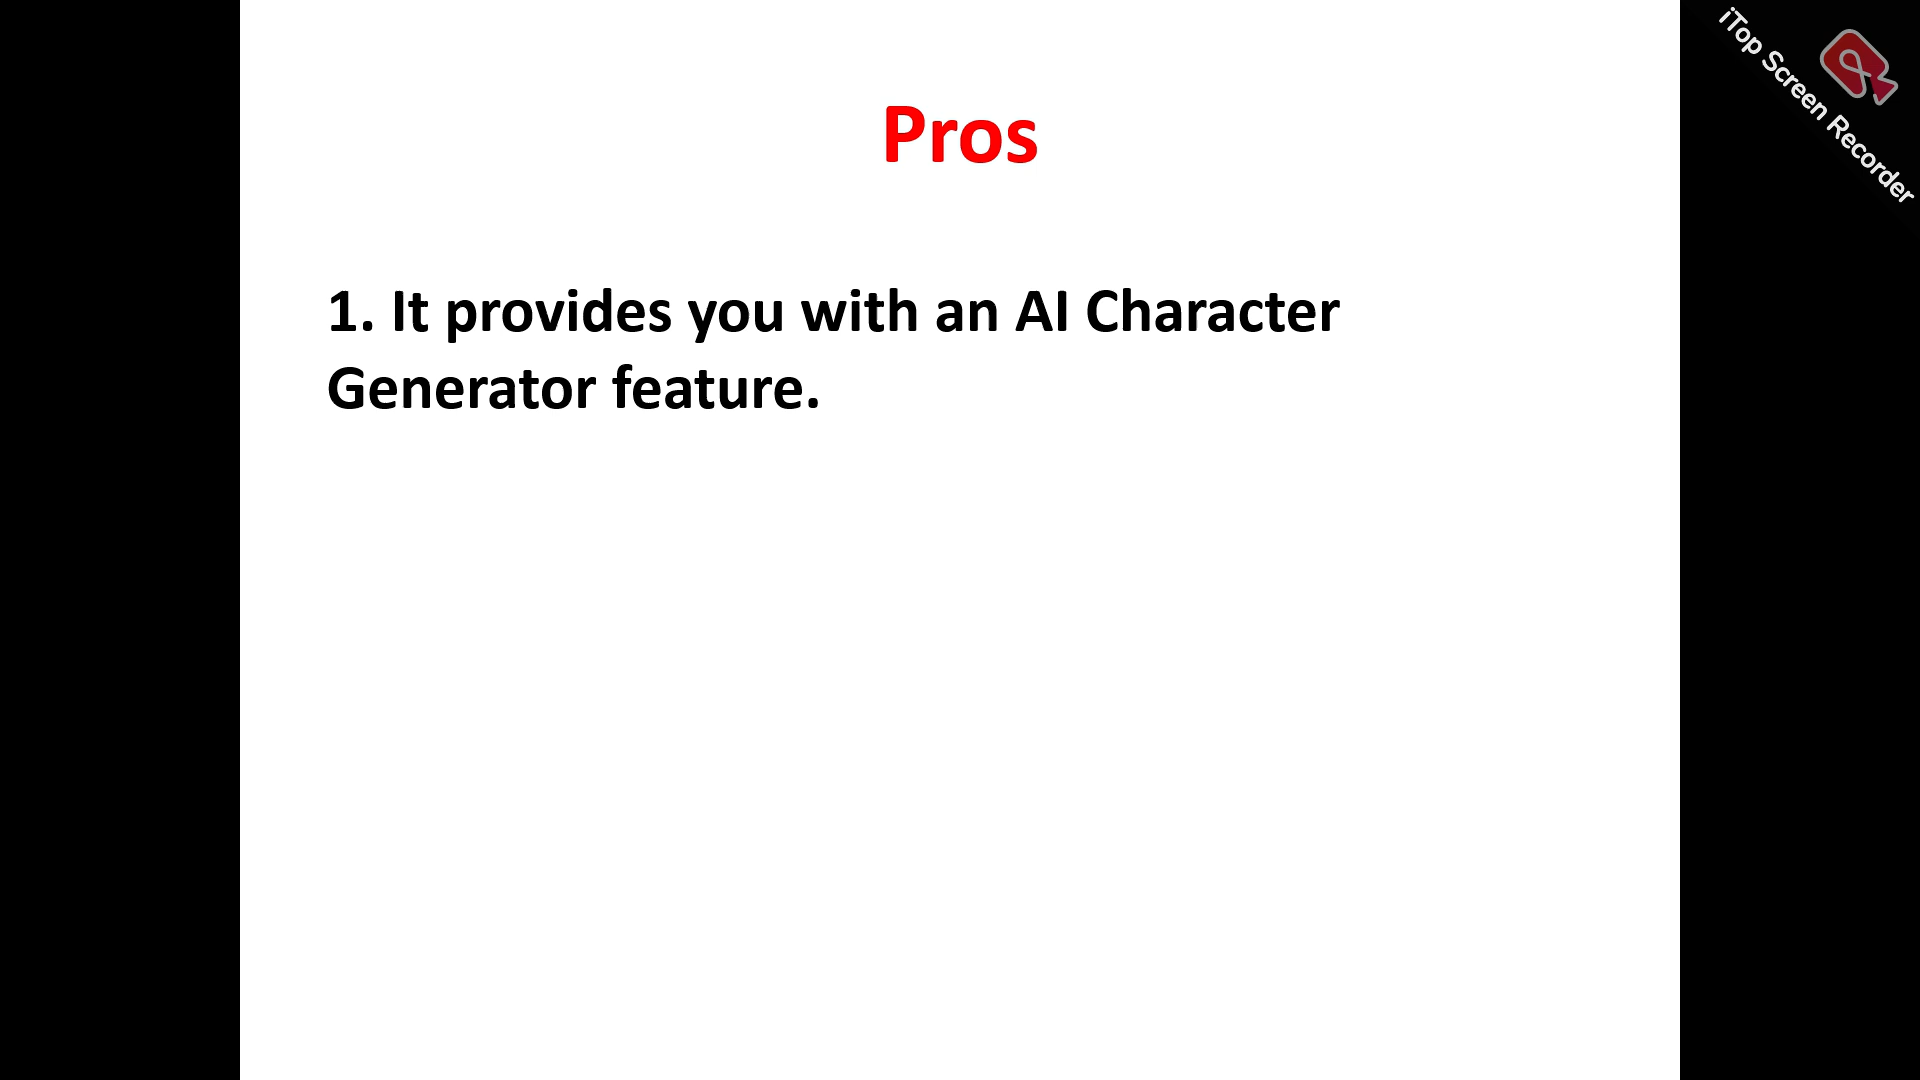 Pros
1. It provides you with an AI Character
Generator feature.
iTop Screen Recorder